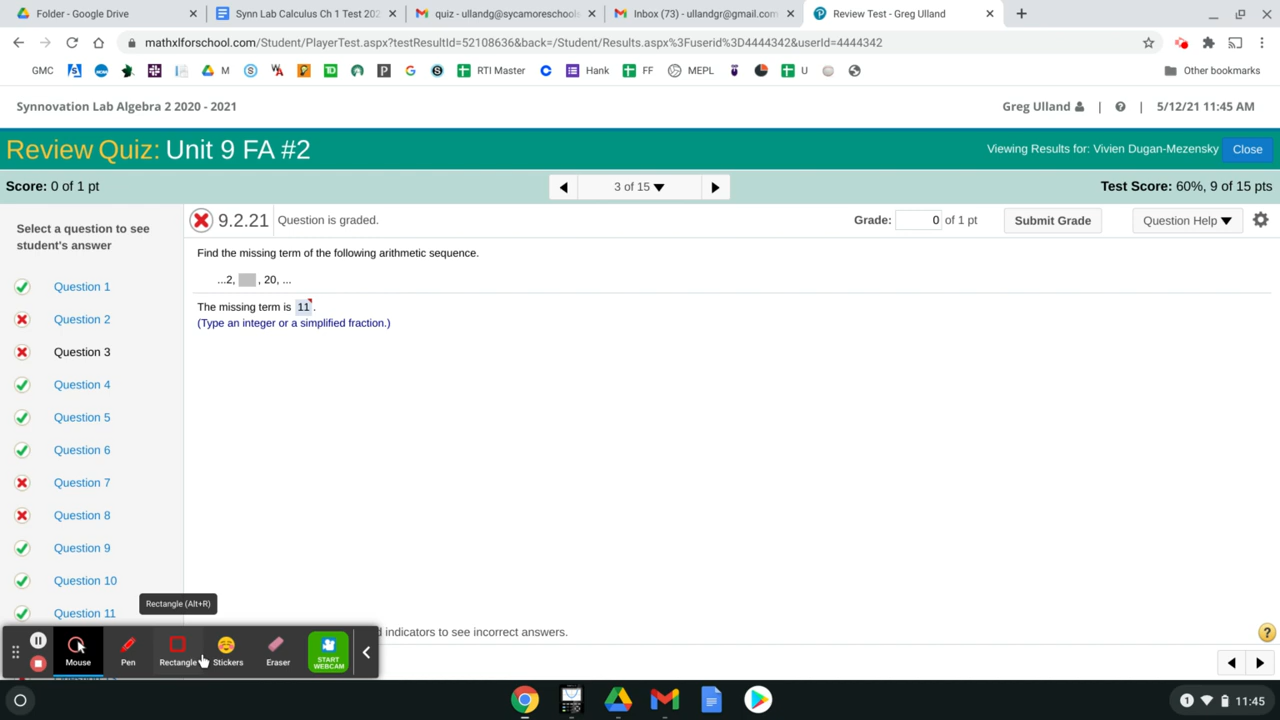 Folder - Google Drive
Synn Lab Calculus Ch 1 Test 202
quiz - ullandg@sycamoreschools
Inbox (73) - ullandgr@gmail.com
Review Test - Greg Ulland
mathxlforschool.com/Student/PlayerTest.aspx?testResultId=52108636&back=/Student/Results.aspx%3Fuserid%3D4444342&userId=4444342
GMC
M
RTI Master
Hank
FF
MEPL
U
Other bookmarks
Synnovation Lab Algebra 2 2020 - 2021
Greg Ulland
5/12/21 11:45 AM
Review Quiz: Unit 9 FA #2
Viewing Results for: Vivien Dugan-Mezensky
Close
Score: 0 of 1 pt
3 of 15
Test Score: 60%, 9 of 15 pts
Select a question to see
student's answer
9.2.21
Question is graded.
Grade: 0 of 1 pt
Submit Grade
Question Help
Find the missing term of the following arithmetic sequence.
...2, , 20, ...
The missing term is 11.
(Type an integer or a simplified fraction.)
Question 1
Question 2
Question 3
Question 4
Question 5
Question 6
Question 7
Question 8
Question 9
Question 10
Question 11
Rectangle (Alt+R)
indicators to see incorrect answers.
Mouse
Pen
Rectangle
Stickers
Eraser
START
WEBCAM
1
11:45